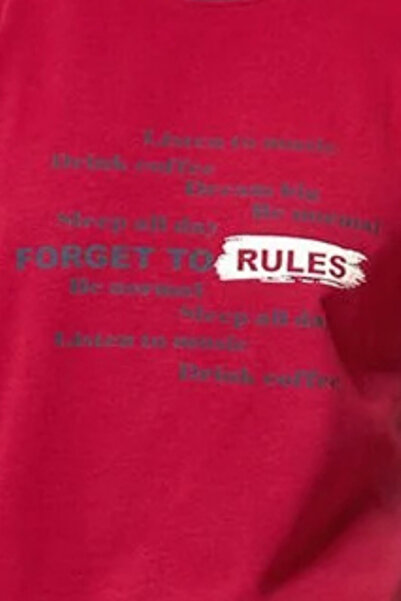 Listen to music
Drink coffee
Dream big
Be normal
Sleep all day
FORGET TO RULES
Be normal
Sleep all day
Listen to music
Drink coffee